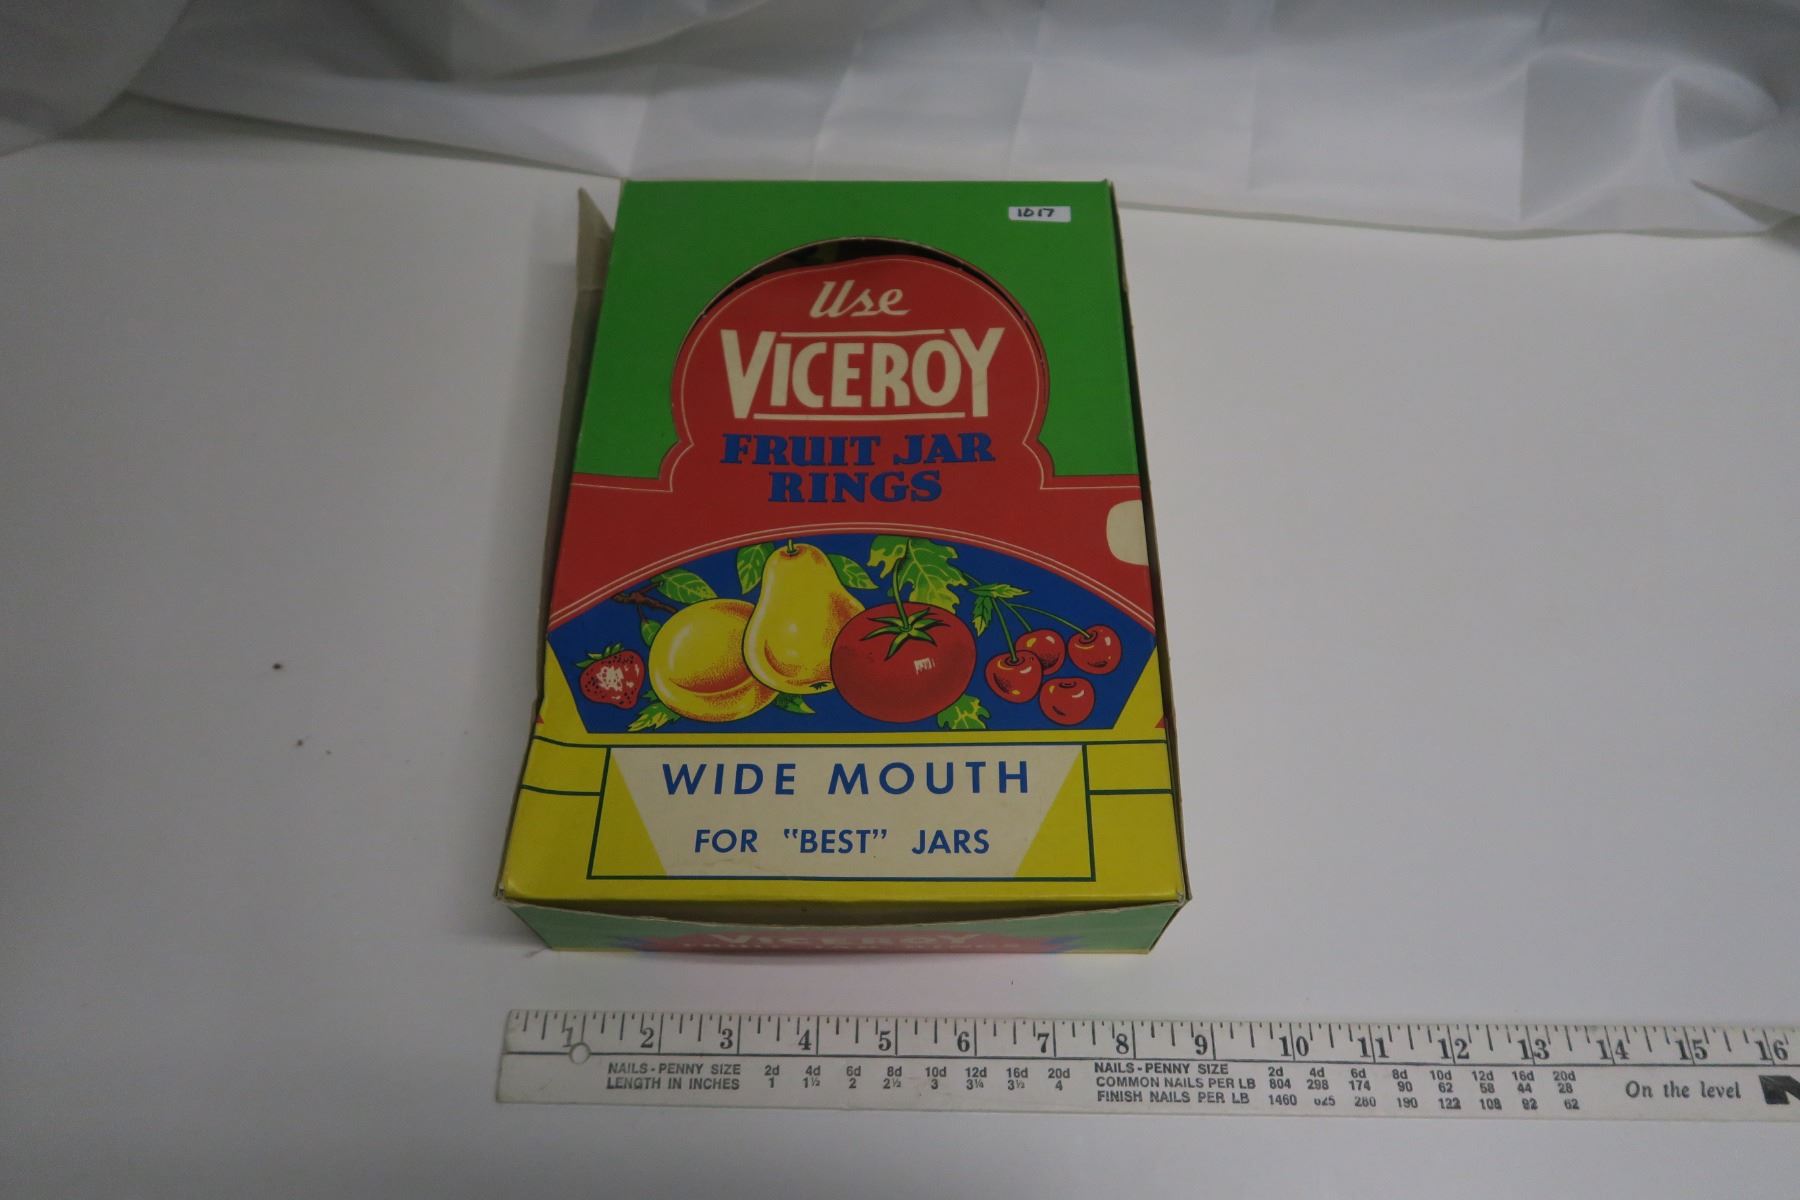 1017
Use
VICEROY
FRUIT JAR
RINGS
WIDE MOUTH
FOR "BEST" JARS
VICEROY
1 2 3 4 5 6 7 8 9 10 11 12 13 14 15 16
NAILS - PENNY SIZE 2d 4d 6d 8d 10d 12d 16d 20d
LENGTH IN INCHES 1 1½ 2 2½ 3 3¼ 3½ 4
NAILS - PENNY SIZE 2d 4d 6d 8d 10d 12d 16d 20d
COMMON NAILS PER LB 804 298 174 90 62 58 44 28
FINISH NAILS PER LB 1460 625 280 190 122 108 92 62
On the level